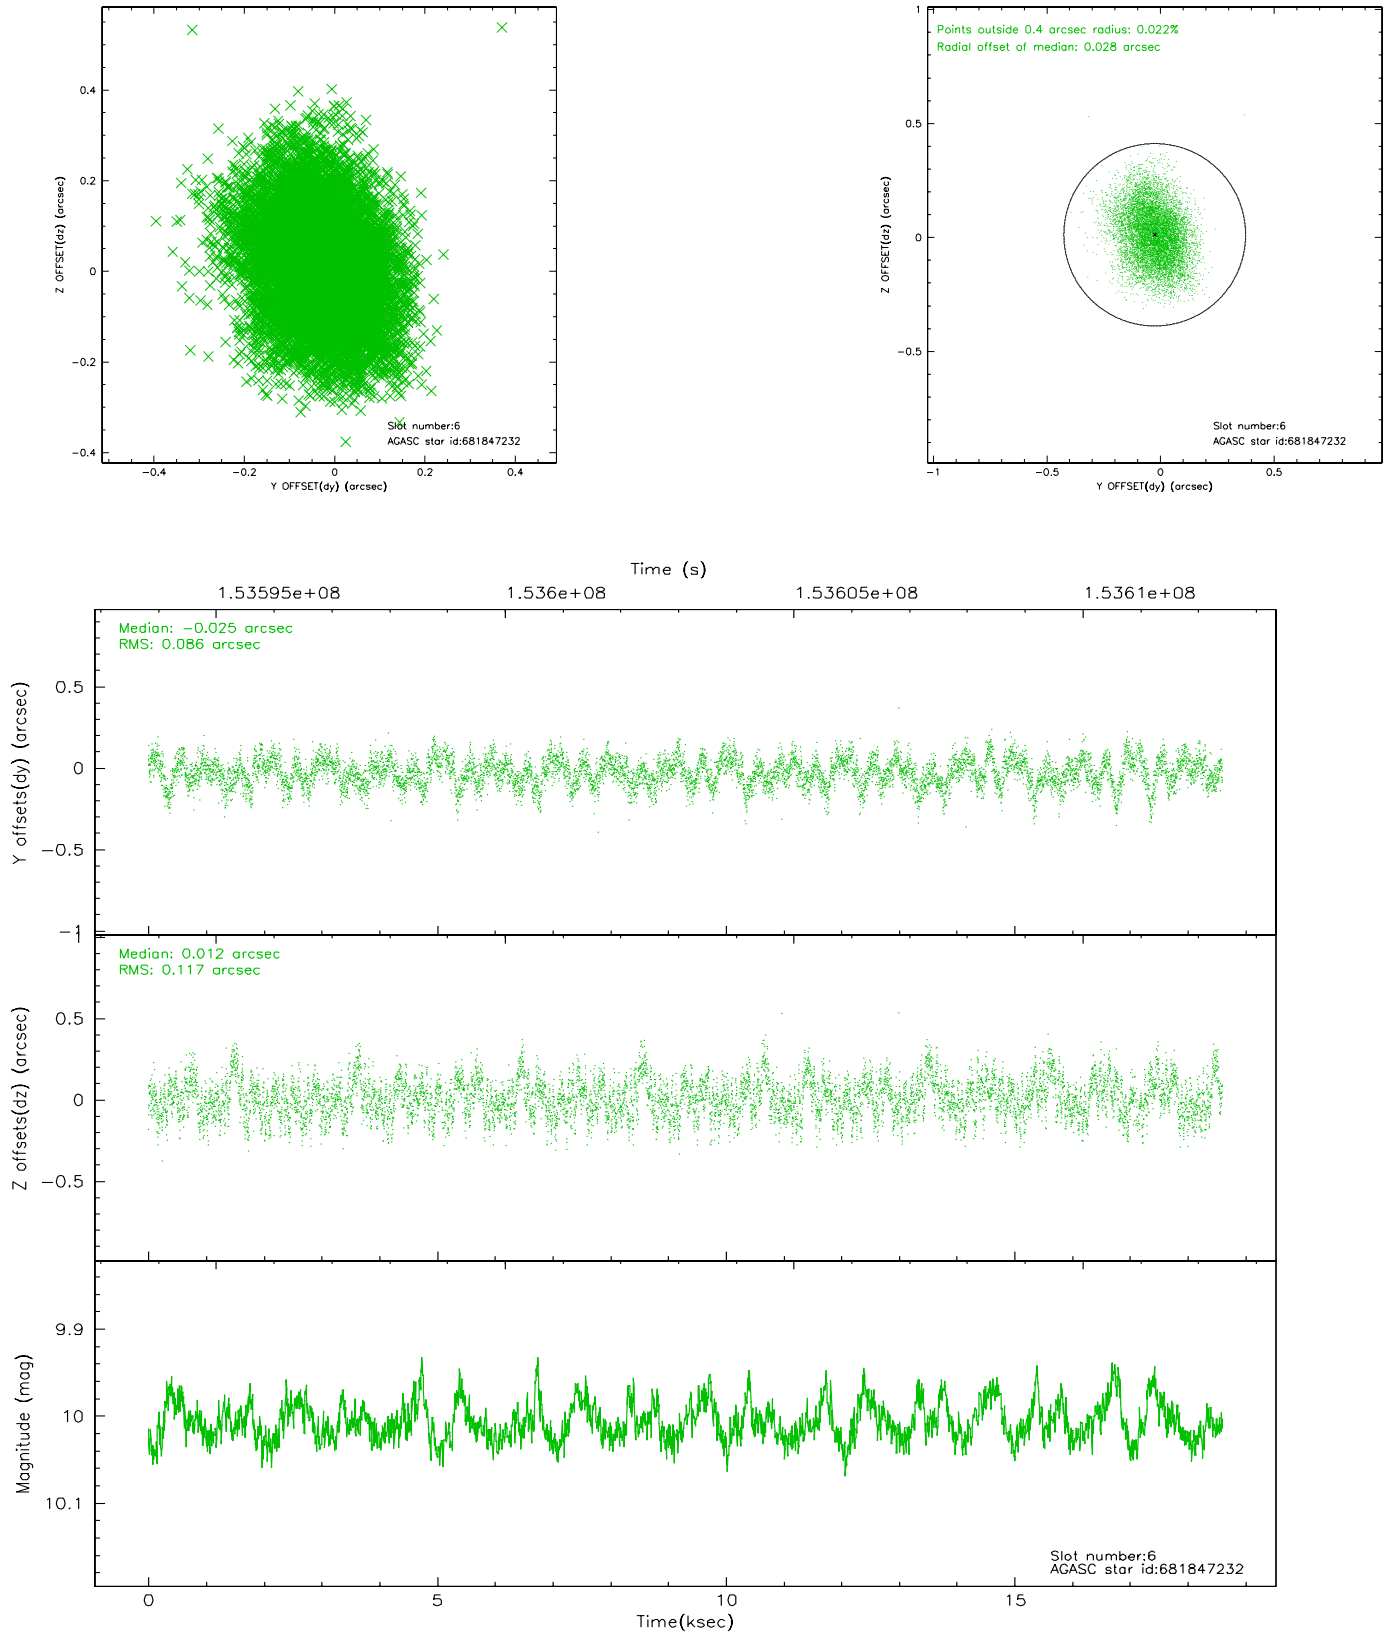 0.4
0.2
0
−0.2
−0.4
Z OFFSET(dz) (arcsec)
−0.4
−0.2
0
0.2
0.4
Y OFFSET(dy) (arcsec)
Slot number:6
AGASC star id:681847232
Points outside 0.4 arcsec radius: 0.022%
Radial offset of median: 0.028 arcsec
1
0.5
0
−0.5
Z OFFSET(dz) (arcsec)
−1
−0.5
0
0.5
Y OFFSET(dy) (arcsec)
Slot number:6
AGASC star id:681847232
Time (s)
1.53595e+08
1.536e+08
1.53605e+08
1.5361e+08
Median: −0.025 arcsec
RMS: 0.086 arcsec
0.5
0
−0.5
−1
Y offsets(dy) (arcsec)
Median: 0.012 arcsec
RMS: 0.117 arcsec
1
0.5
0
−0.5
Z offsets(dz) (arcsec)
9.9
10
10.1
Magnitude (mag)
Slot number:6
AGASC star id:681847232
0
5
10
15
Time(ksec)